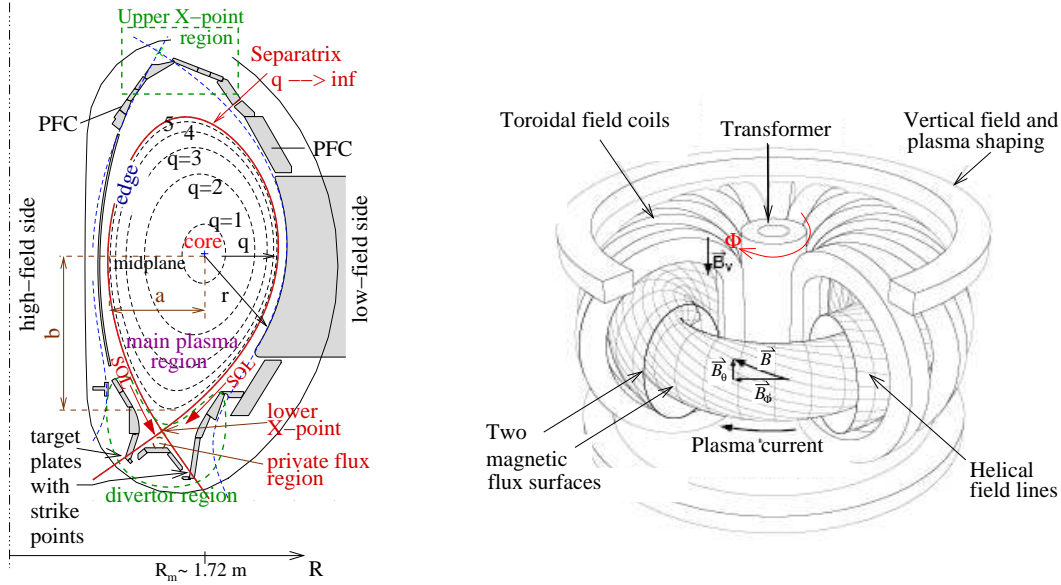 Upper X-point
region
Separatrix
q --> inf
PFC
PFC
5
4
q=3
q=2
q=1
q
core
edge
midplane
r
a
b
high-field side
low-field side
main plasma
region
SOL
SOL
lower
X-point
private flux
region
divertor region
target
plates
with
strike
points
R_m ~ 1.72 m
R
Toroidal field coils
Transformer
Vertical field and
plasma shaping
Φ
B_V
B
B_θ
B_Φ
Plasma current
Two
magnetic
flux surfaces
Helical
field lines